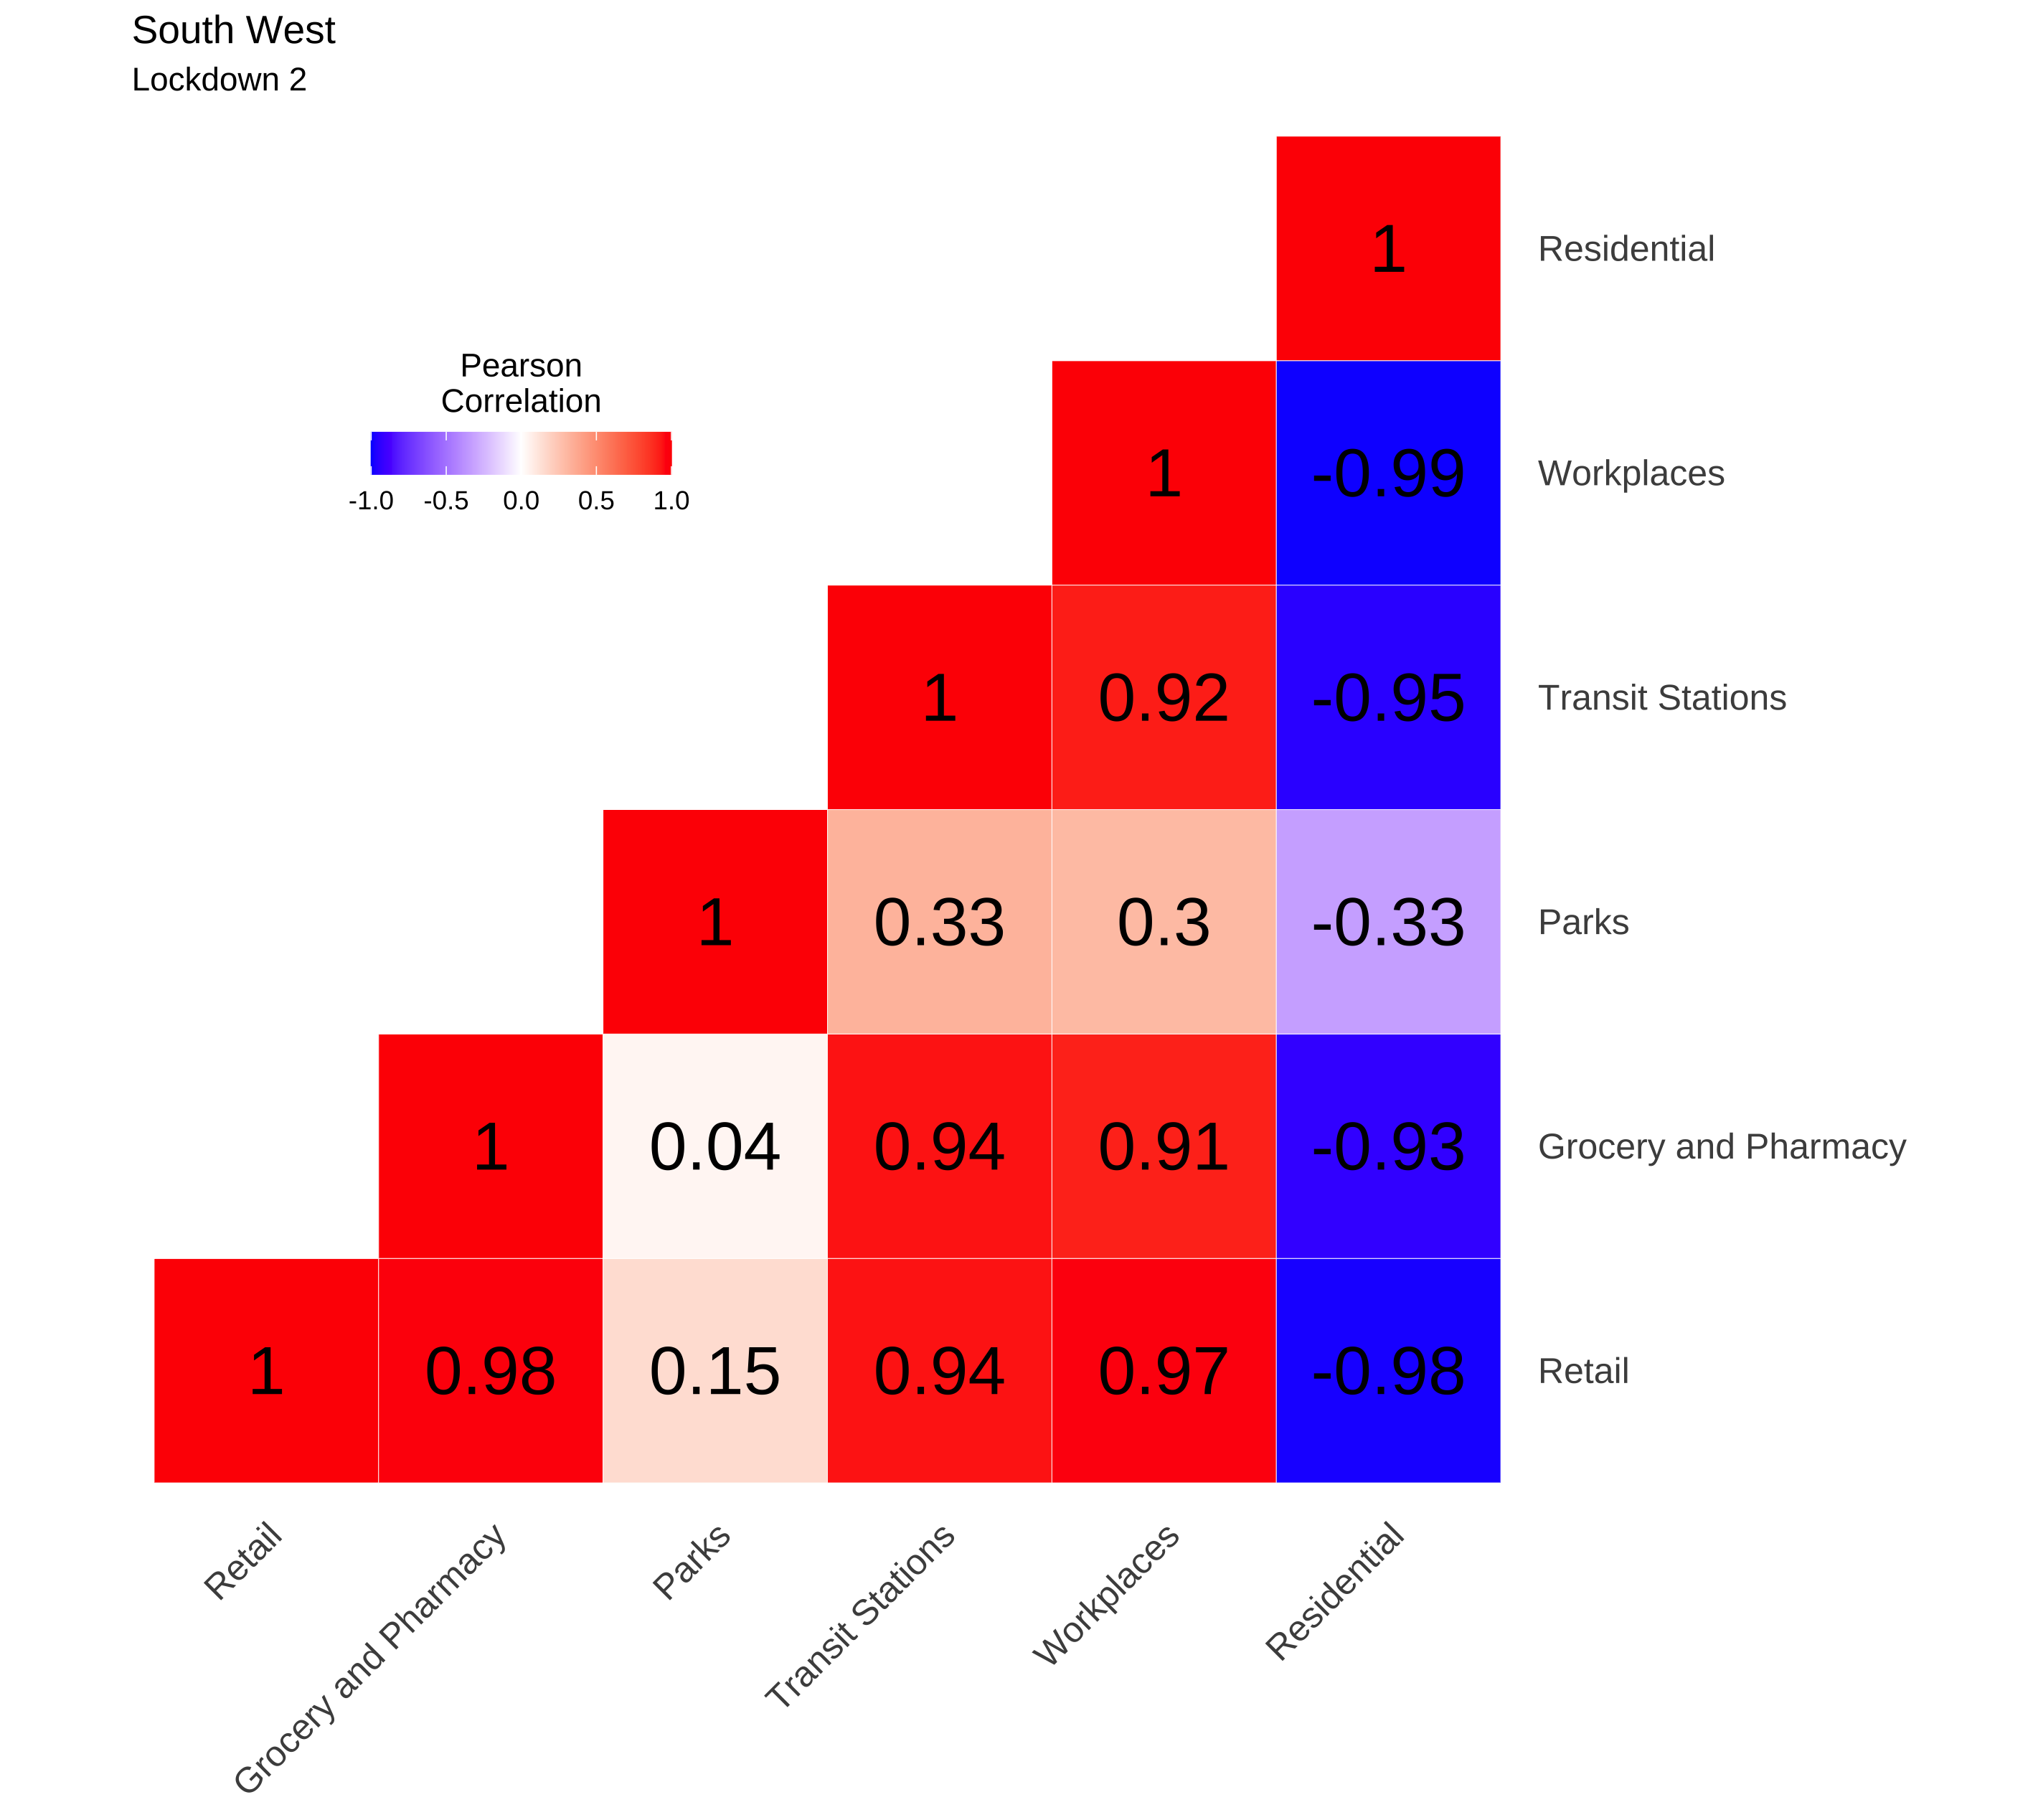 South West
Lockdown 2
1 Residential
Pearson
Correlation
-1.0 -0.5 0.0 0.5 1.0
1 -0.99 Workplaces
1 0.92 -0.95 Transit Stations
1 0.33 0.3 -0.33 Parks
1 0.04 0.94 0.91 -0.93 Grocery and Pharmacy
1 0.98 0.15 0.94 0.97 -0.98 Retail
Retail
Grocery and Pharmacy
Parks
Transit Stations
Workplaces
Residential